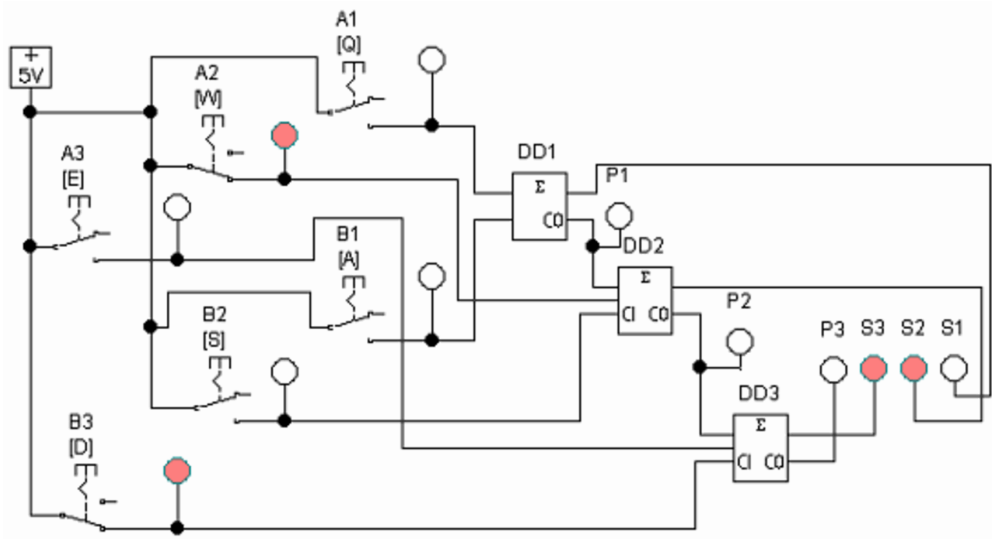 A1
[Q]
+
5V
A2
[W]
A3
[E]
DD1
Σ
CO
P1
B1
[A]
DD2
Σ
CI CO
B2
[S]
P2
P3 S3 S2 S1
DD3
Σ
CI CO
B3
[D]